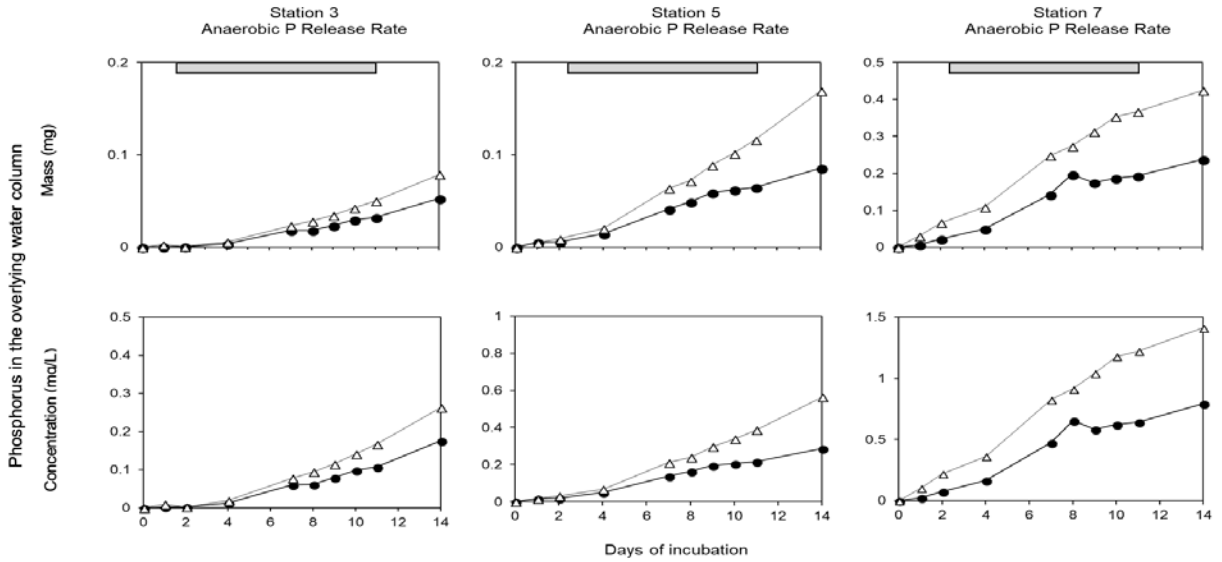 Station 3
Anaerobic P Release Rate
Station 5
Anaerobic P Release Rate
Station 7
Anaerobic P Release Rate
Phosphorus in the overlying water column
Mass (mg)
0.2
0.1
0
0.2
0.1
0
0.5
0.4
0.3
0.2
0.1
0
Concentration (mg/L)
0.5
0.4
0.3
0.2
0.1
0
0 2 4 6 8 10 12 14
1
0.8
0.6
0.4
0.2
0
0 2 4 6 8 10 12 14
1.5
1
0.5
0
0 2 4 6 8 10 12 14
Days of incubation